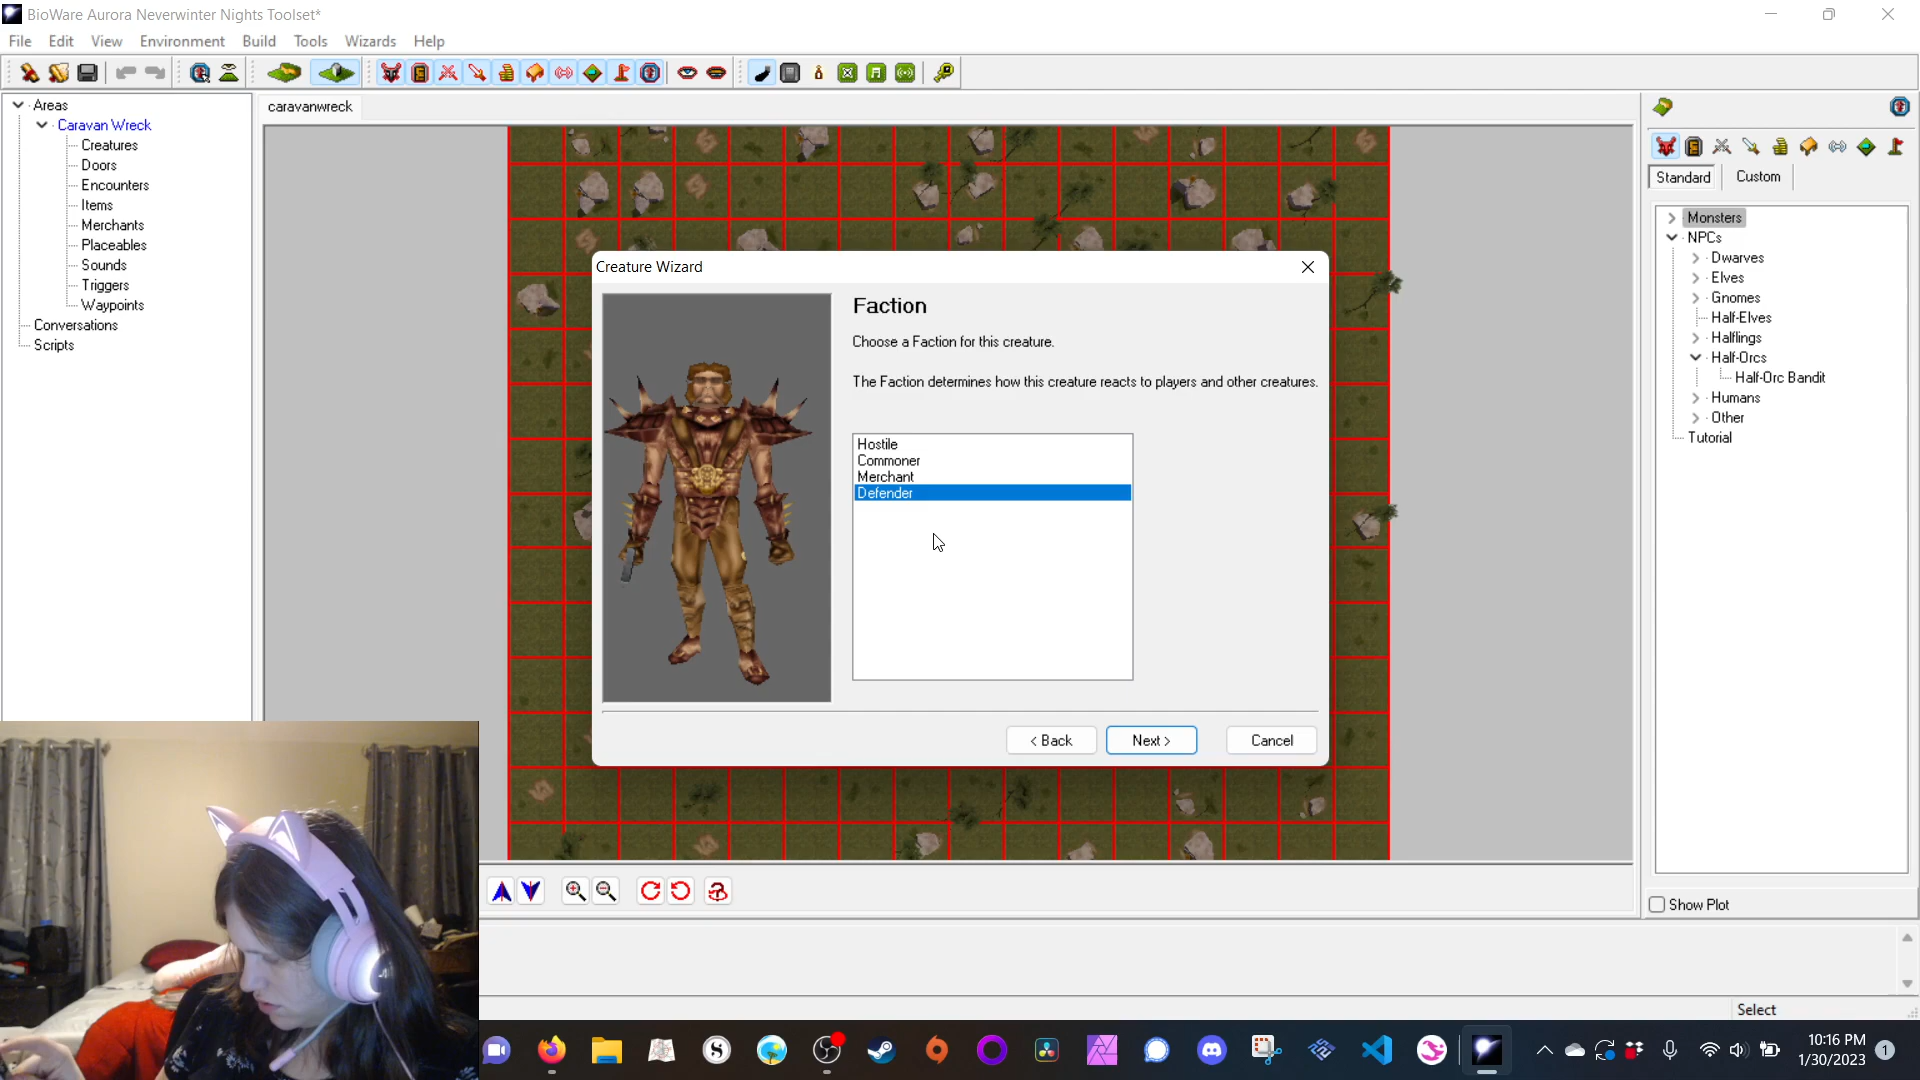 BioWare Aurora Neverwinter Nights Toolset*
File Edit View Environment Build Tools Wizards Help
Areas
Caravan Wreck
Creatures
Doors
Encounters
Items
Merchants
Placeables
Sounds
Triggers
Waypoints
Conversations
Scripts
caravanwreck
Creature Wizard
Faction
Choose a Faction for this creature.
The Faction determines how this creature reacts to players and other creatures.
Hostile
Commoner
Merchant
Defender
< Back Next > Cancel
Standard Custom
Monsters
NPCs
Dwarves
Elves
Gnomes
Half-Elves
Halflings
Half-Orcs
Half-Orc Bandit
Humans
Other
Tutorial
Show Plot
Select
10:16 PM
1/30/2023
1